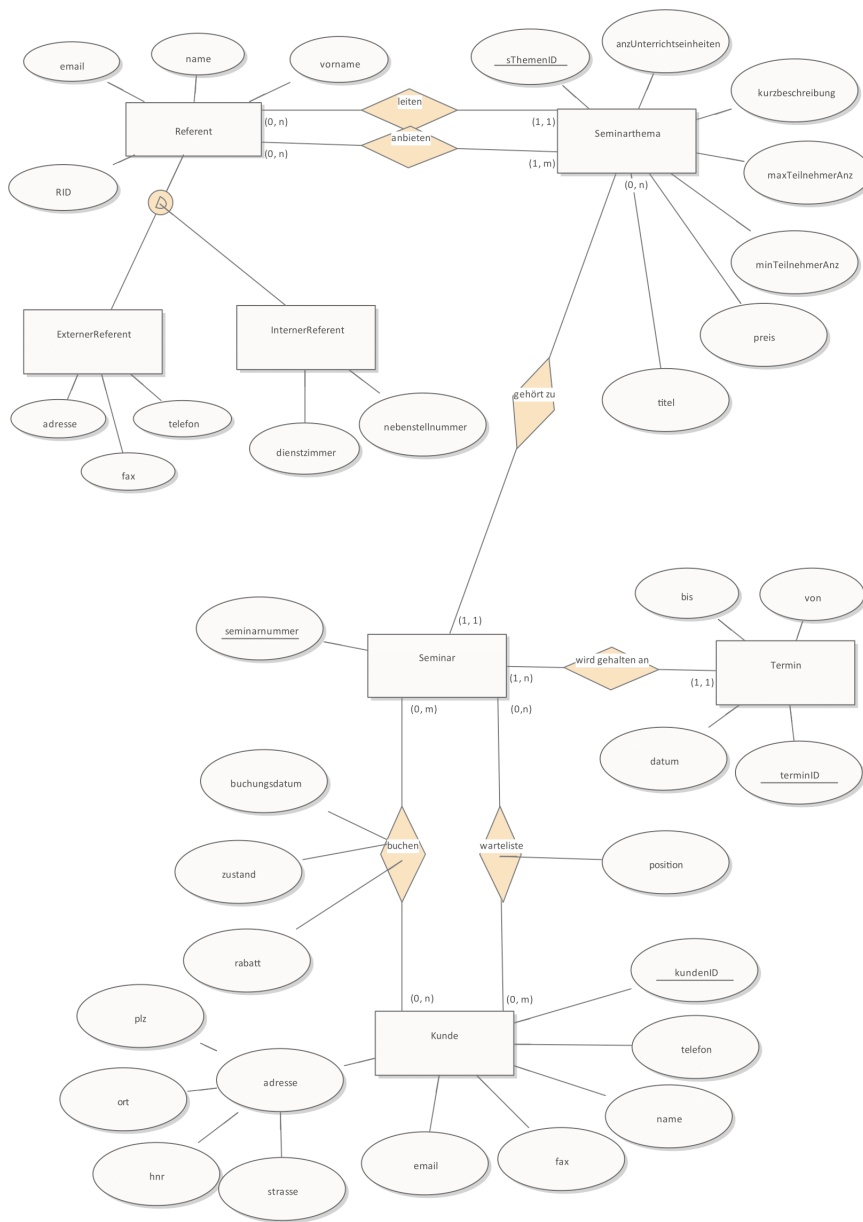 name
email
vorname
RID
Referent
(0, n)
(0, n)
leiten
anbieten
(1, 1)
(1, m)
sThemenID
anzUnterrichtseinheiten
kurzbeschreibung
Seminarthema
(0, n)
maxTeilnehmerAnz
minTeilnehmerAnz
preis
titel
ExternerReferent
InternerReferent
adresse
telefon
fax
dienstzimmer
nebenstellnummer
gehört zu
(1, 1)
seminarnummer
Seminar
(1, n)
wird gehalten an
(1, 1)
bis
von
Termin
datum
terminID
(0, m)
(0,n)
buchungsdatum
buchen
warteliste
zustand
position
rabatt
(0, n)
(0, m)
kundenID
Kunde
plz
telefon
adresse
ort
name
hnr
strasse
email
fax